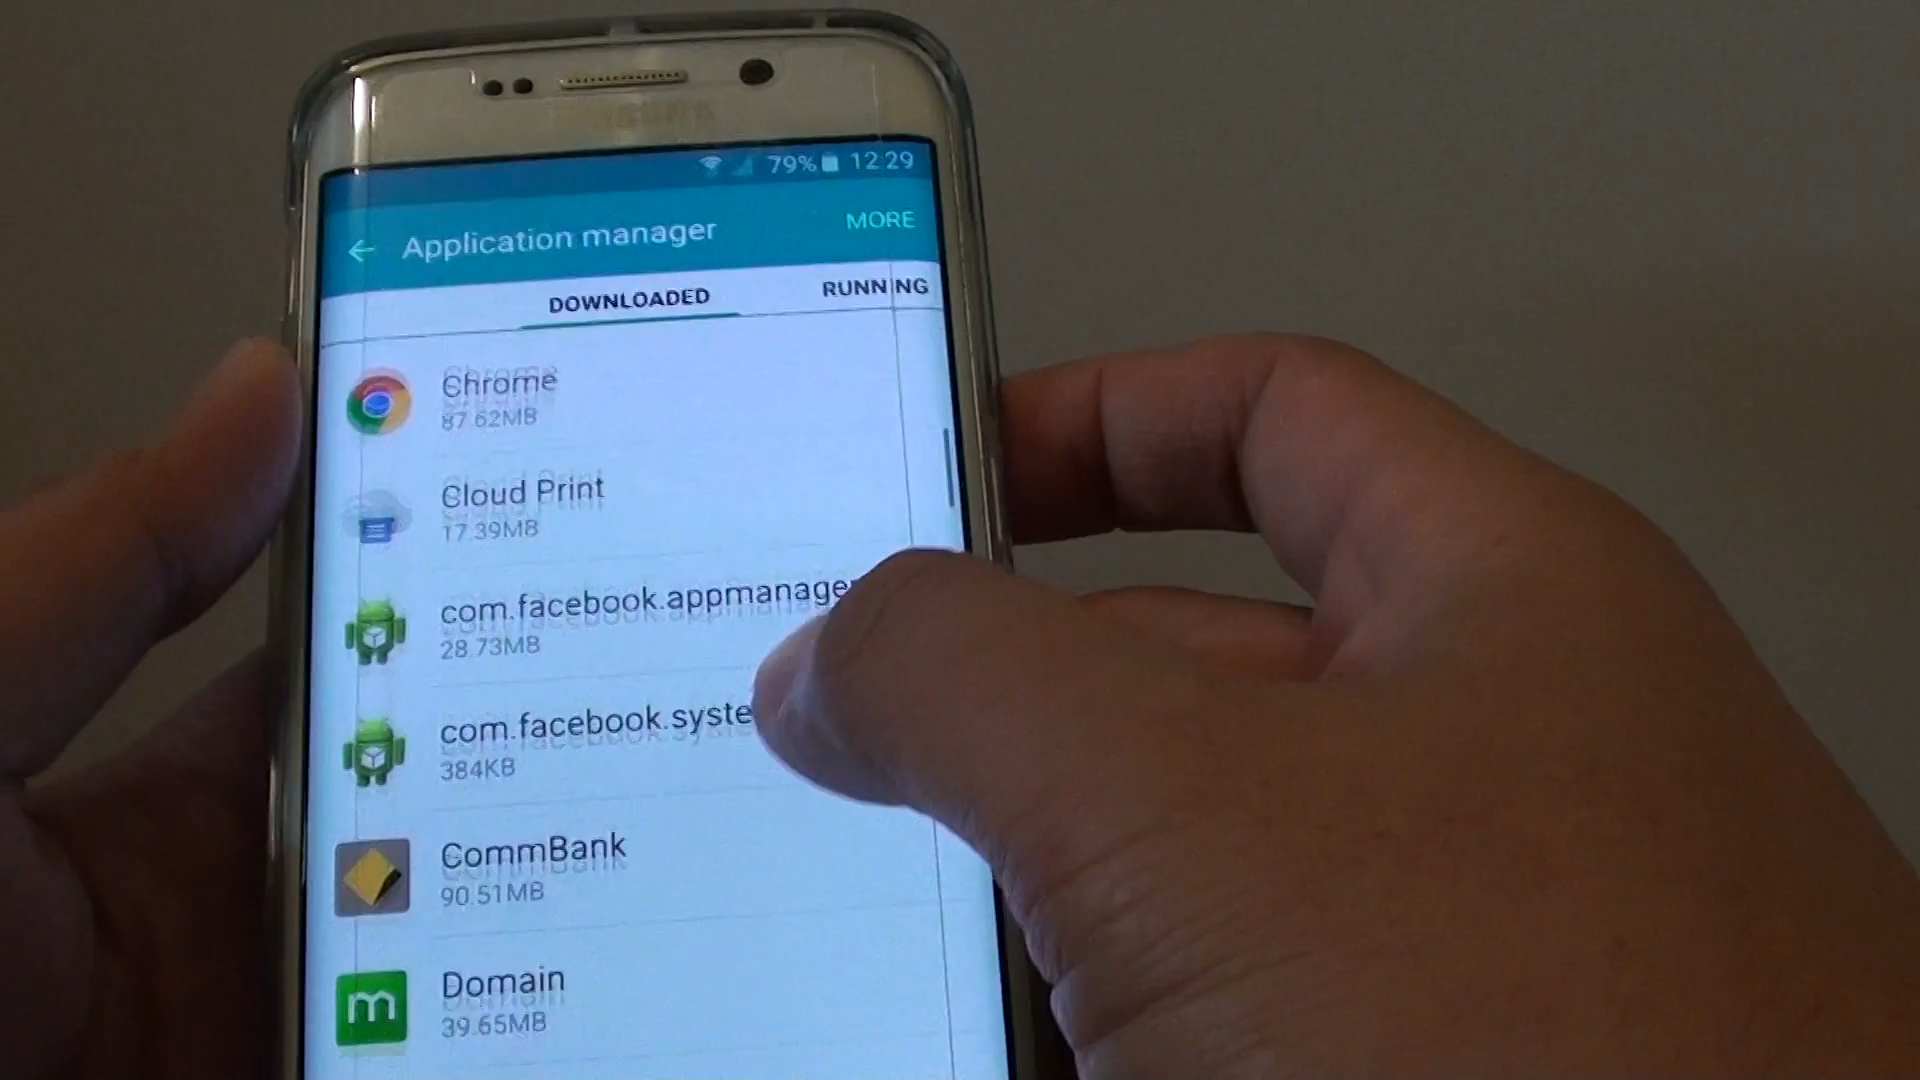 79% 12:29
Application manager MORE
DOWNLOADED RUNNING
Chrome
87.62MB
Cloud Print
17.39MB
com.facebook.appmanager
28.73MB
com.facebook.syste
384KB
CommBank
90.51MB
m
Domain
39.65MB